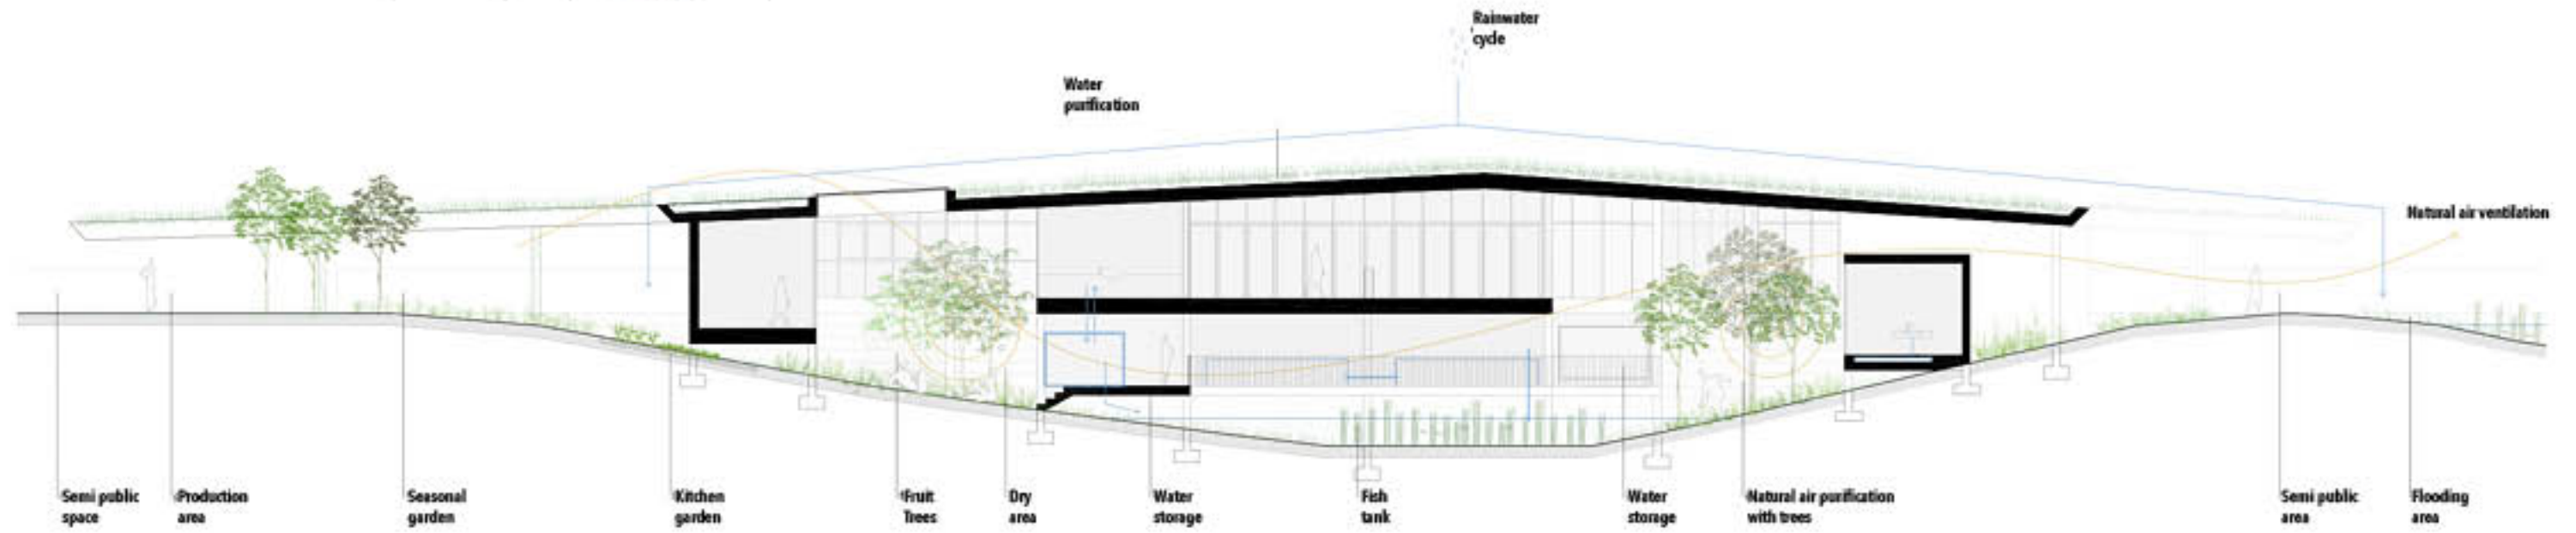 Rainwater
cycle
Water
purification
Natural air ventilation
Semi public
space
Production
area
Seasonal
garden
Kitchen
garden
Fruit
Trees
Dry
area
Water
storage
Fish
tank
Water
storage
Natural air purification
with trees
Semi public
area
Flooding
area